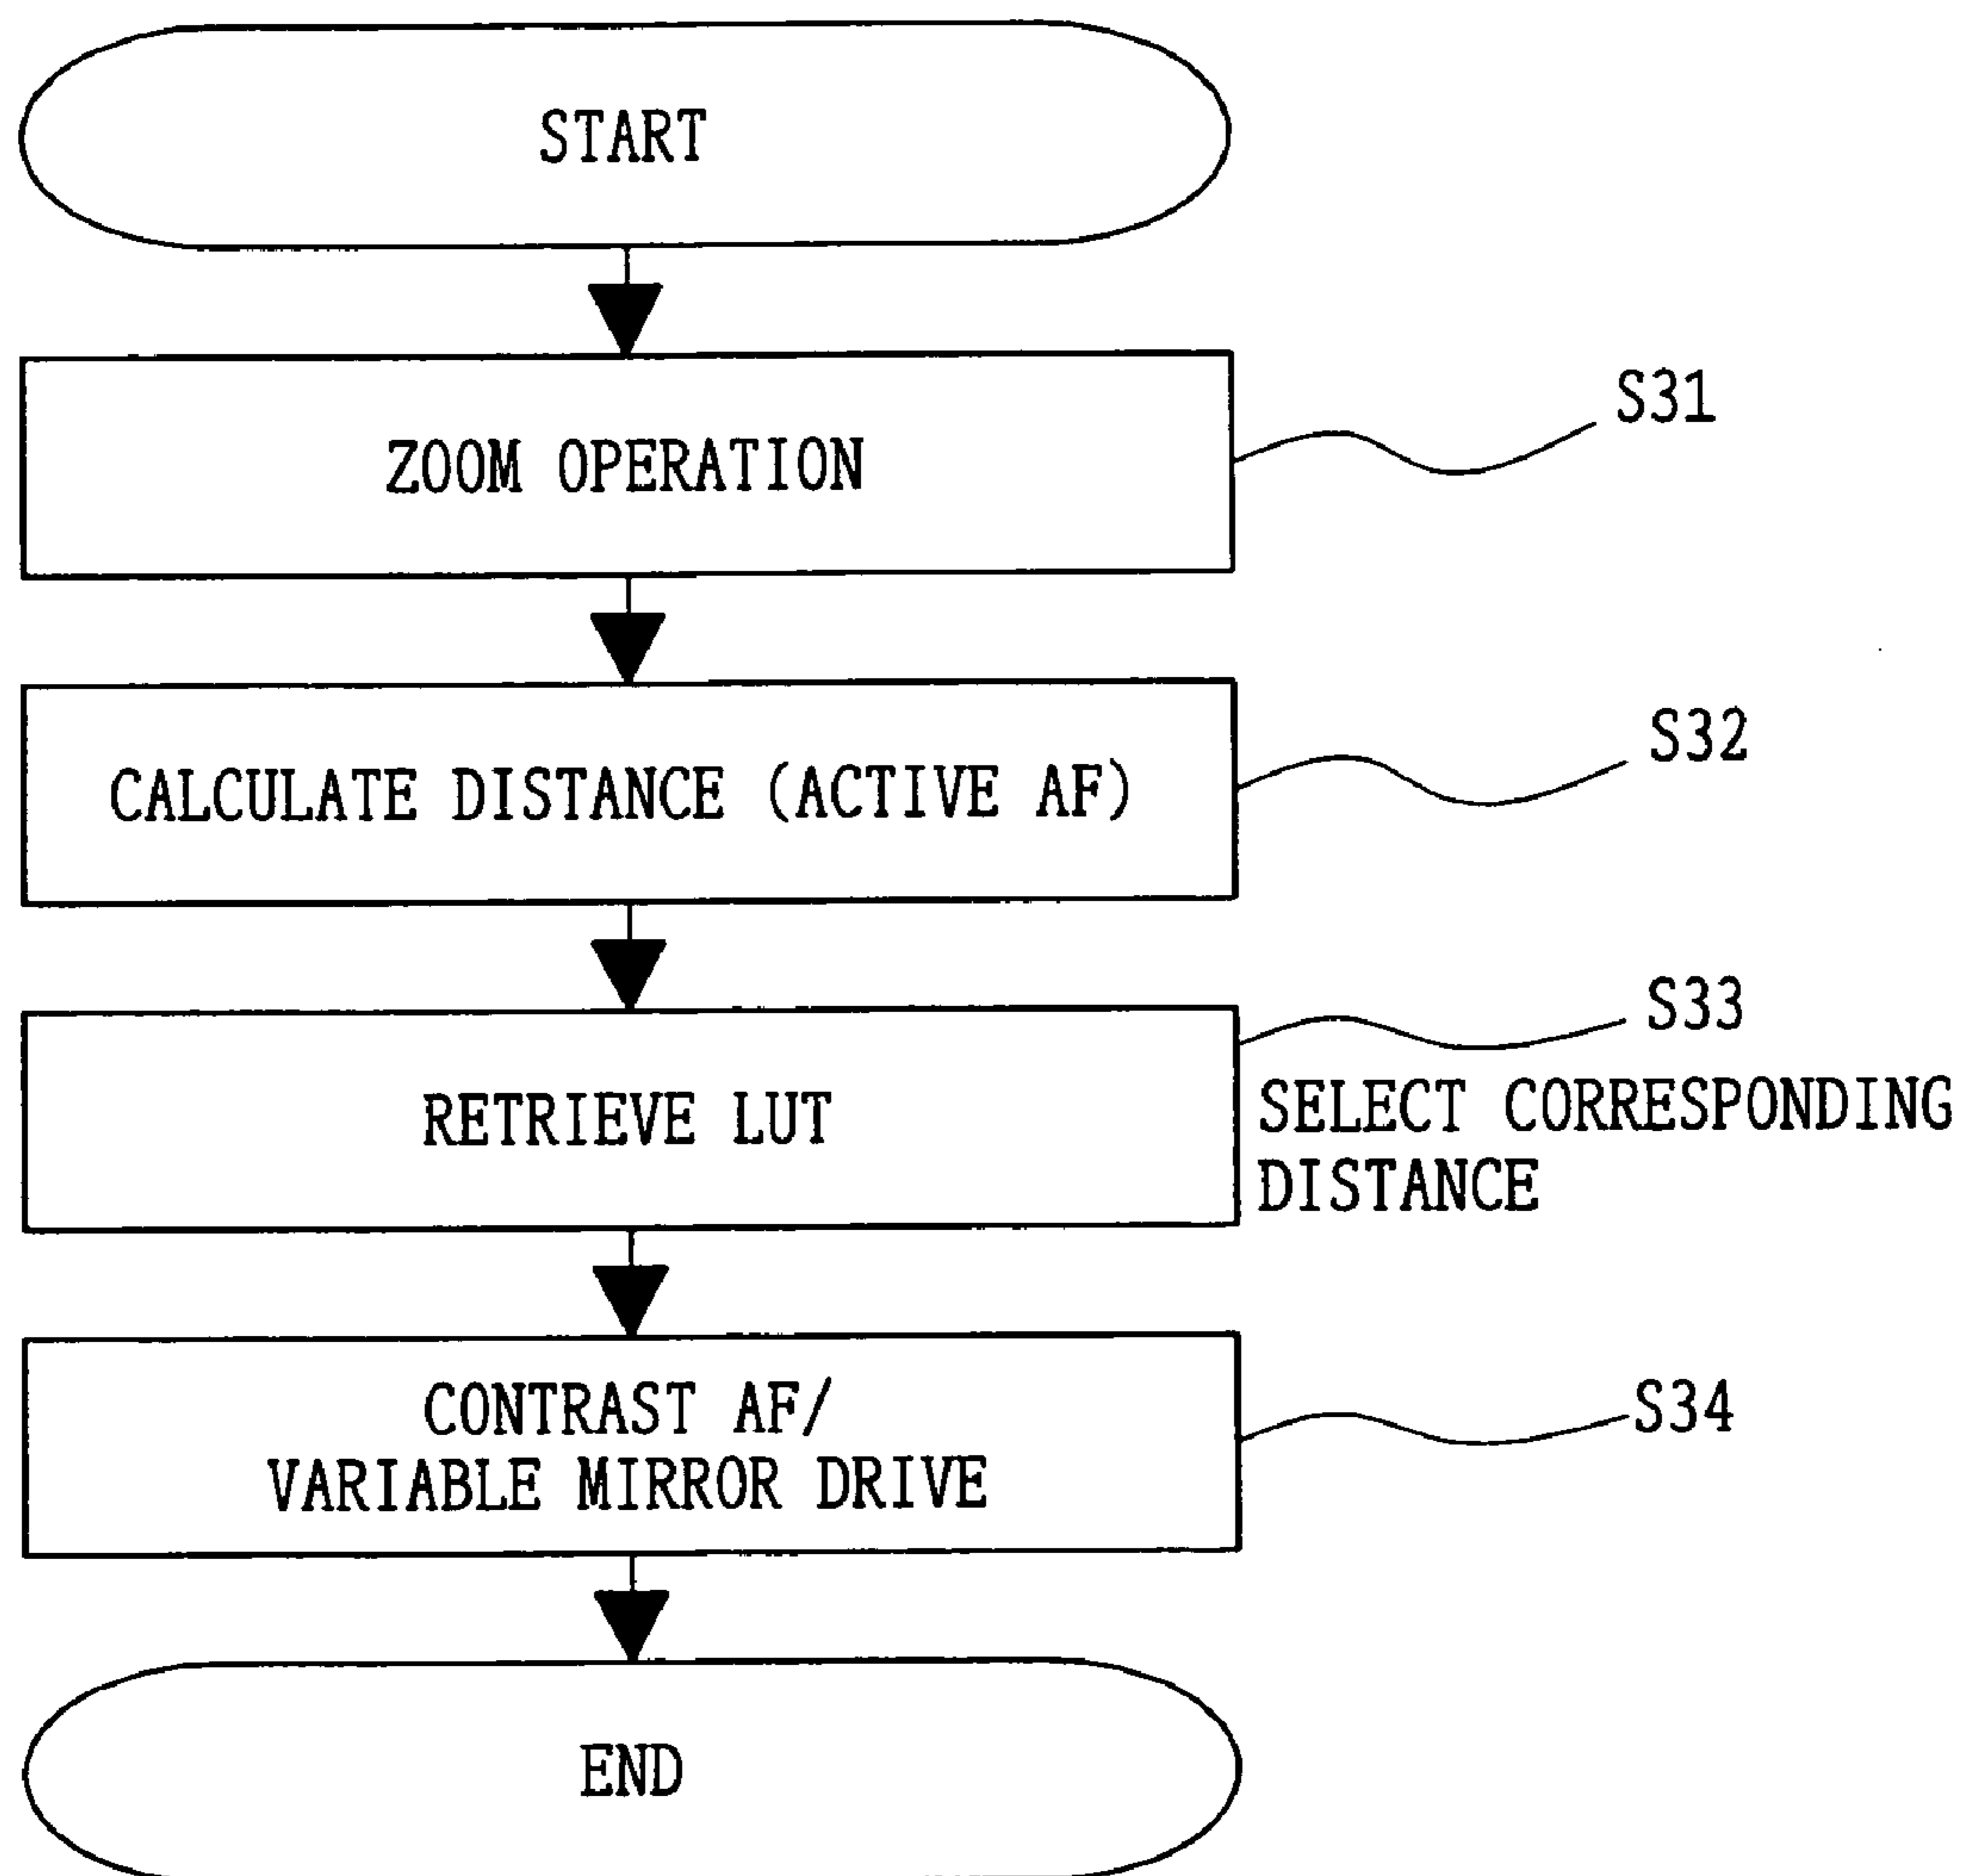 START
ZOOM OPERATION
S31
CALCULATE DISTANCE (ACTIVE AF)
S32
RETRIEVE LUT
S33
SELECT CORRESPONDING
DISTANCE
CONTRAST AF/
VARIABLE MIRROR DRIVE
S34
END